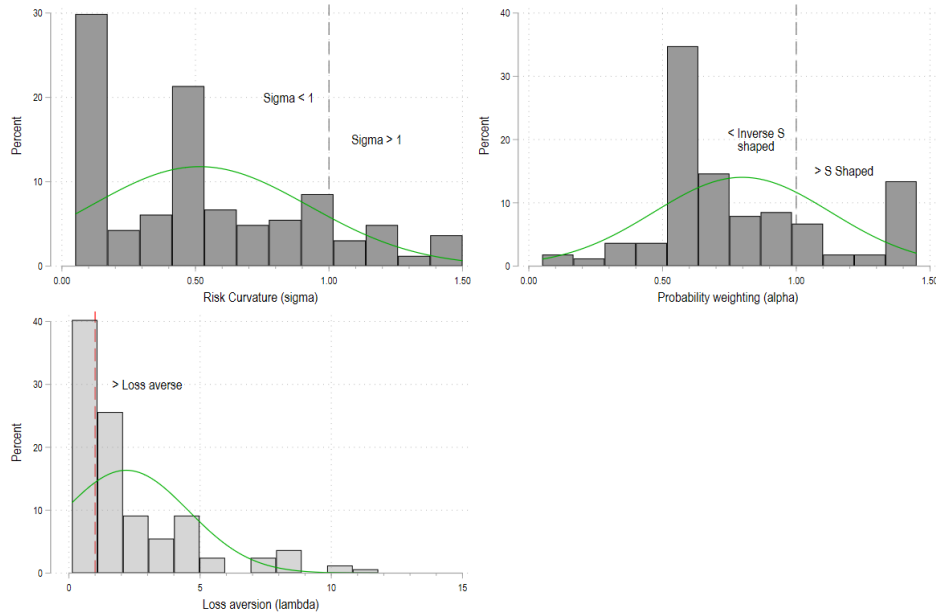 30
20
10
0
Percent
Sigma < 1
Sigma > 1
0.00
0.50
1.00
1.50
Risk Curvature (sigma)
40
30
20
10
0
Percent
< Inverse S
shaped
> S Shaped
0.00
0.50
1.00
1.50
Probability weighting (alpha)
40
30
20
10
0
Percent
> Loss averse
0
5
10
15
Loss aversion (lambda)